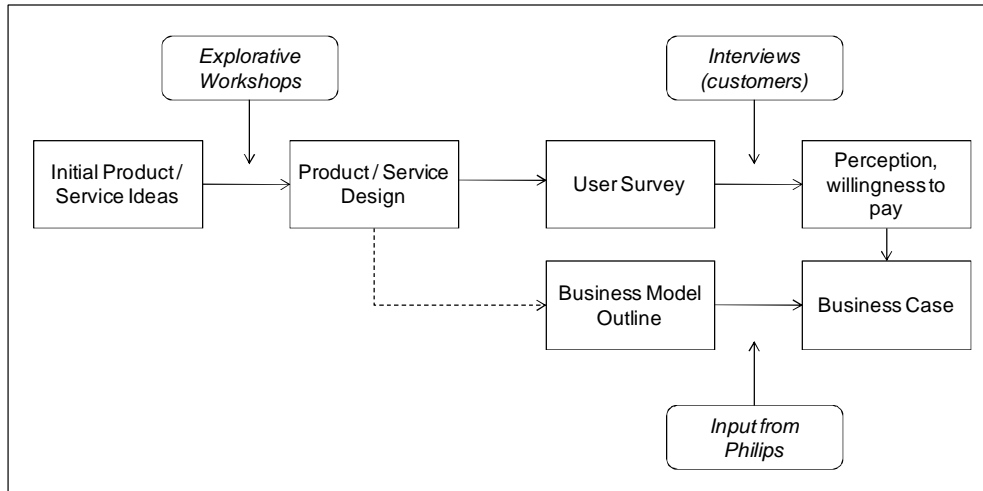 Explorative
Workshops
Interviews
(customers)
Initial Product /
Service Ideas
Product / Service
Design
User Survey
Perception,
willingness to
pay
Business Model
Outline
Business Case
Input from
Philips